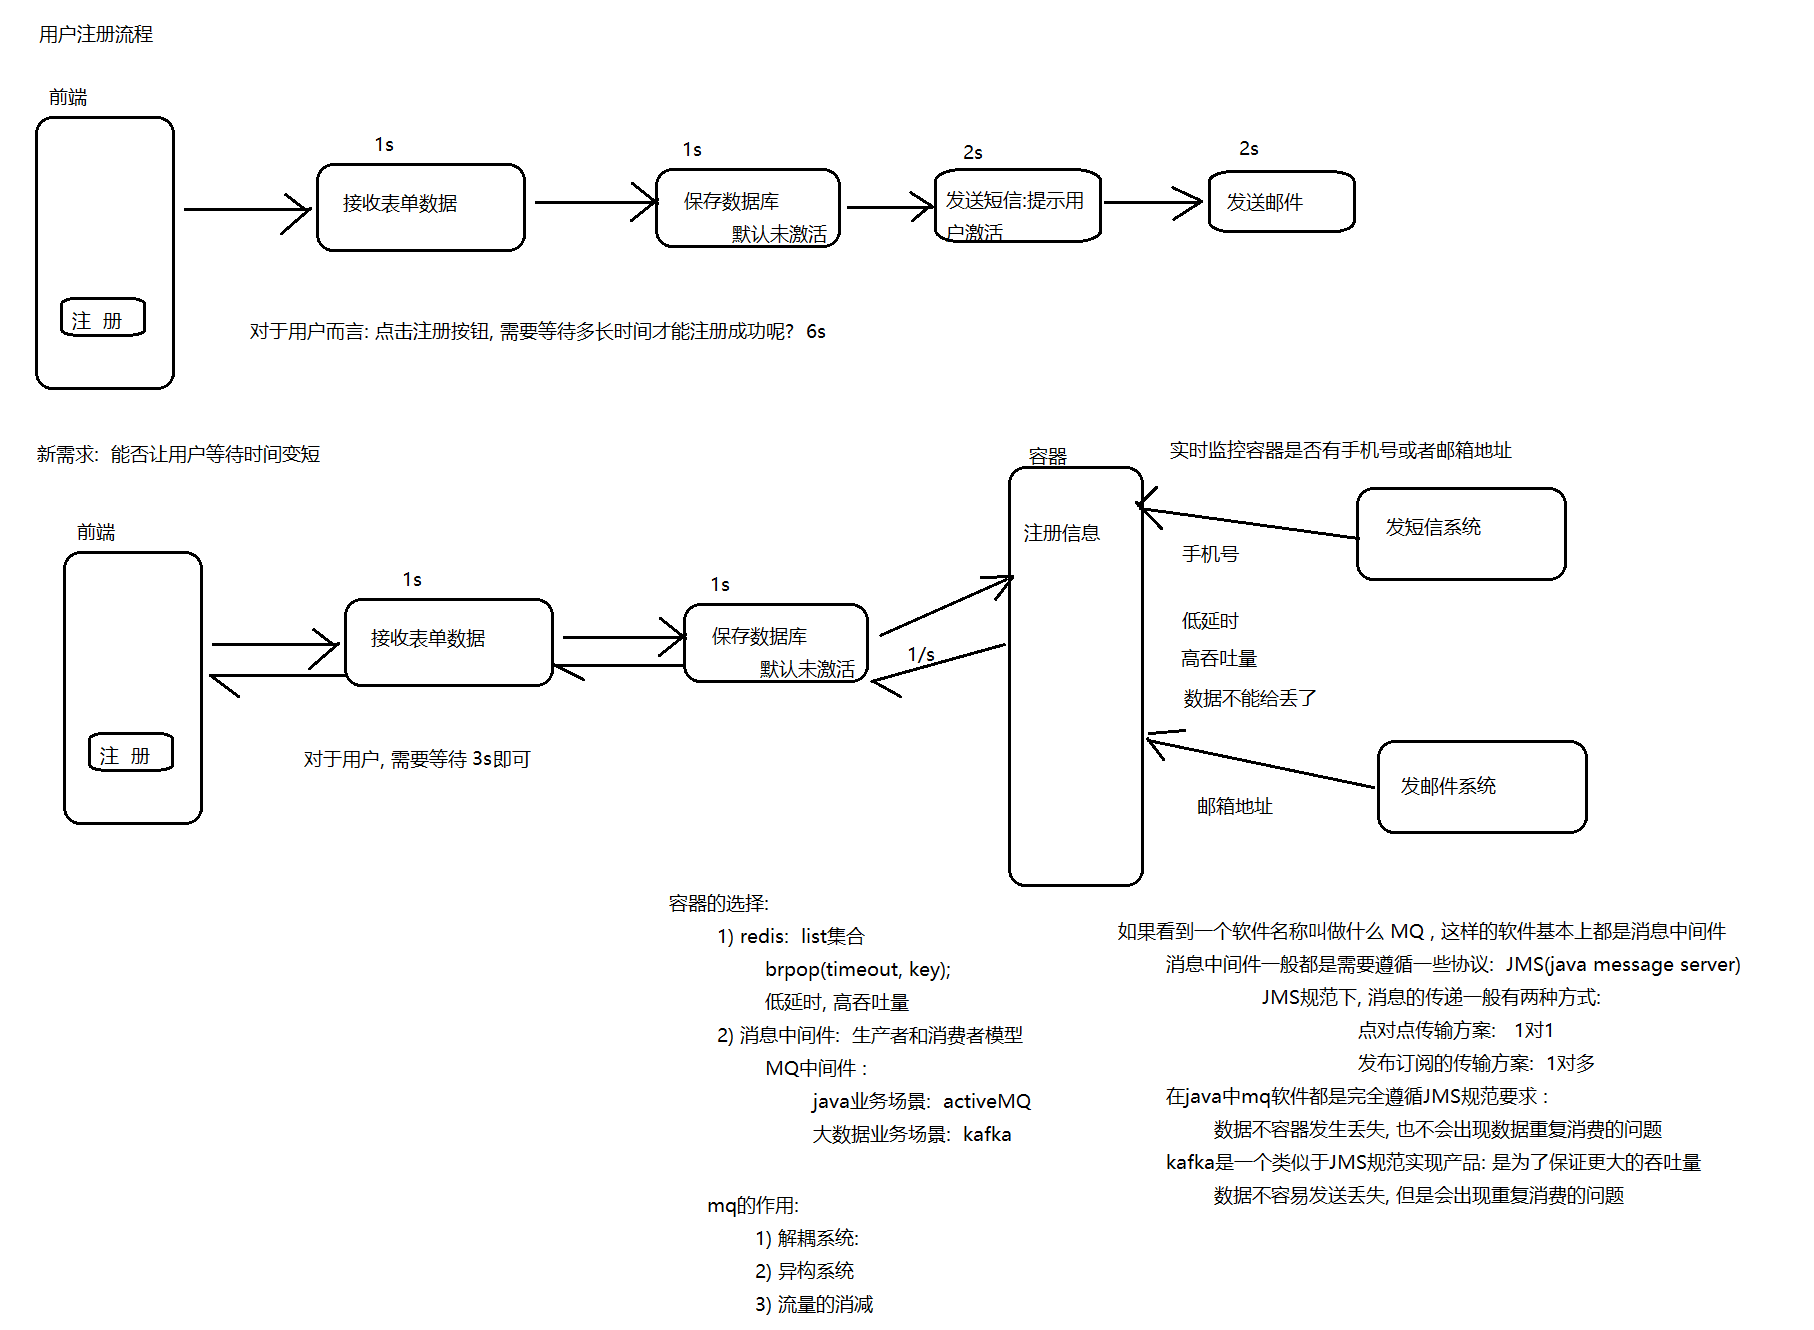 用户注册流程
前端
1s
1s
2s
2s
接收表单数据
保存数据库
默认未激活
发送短信:提示用
户激活
发送邮件
注 册
对于用户而言: 点击注册按钮, 需要等待多长时间才能注册成功呢? 6s
新需求: 能否让用户等待时间变短
容器
实时监控容器是否有手机号或者邮箱地址
前端
注册信息
发短信系统
手机号
1s
1s
接收表单数据
保存数据库
默认未激活
1/s
低延时
高吞吐量
数据不能给丢了
注 册
对于用户, 需要等待 3s即可
发邮件系统
邮箱地址
容器的选择:
1) redis: list集合
brpop(timeout, key);
低延时, 高吞吐量
2) 消息中间件: 生产者和消费者模型
MQ中间件 :
java业务场景: activeMQ
大数据业务场景: kafka
mq的作用:
1) 解耦系统:
2) 异构系统
3) 流量的消减
如果看到一个软件名称叫做什么 MQ , 这样的软件基本上都是消息中间件
消息中间件一般都是需要遵循一些协议: JMS(java message server)
JMS规范下, 消息的传递一般有两种方式:
点对点传输方案: 1对1
发布订阅的传输方案: 1对多
在java中mq软件都是完全遵循JMS规范要求 :
数据不容器发生丢失, 也不会出现数据重复消费的问题
kafka是一个类似于JMS规范实现产品: 是为了保证更大的吞吐量
数据不容易发送丢失, 但是会出现重复消费的问题